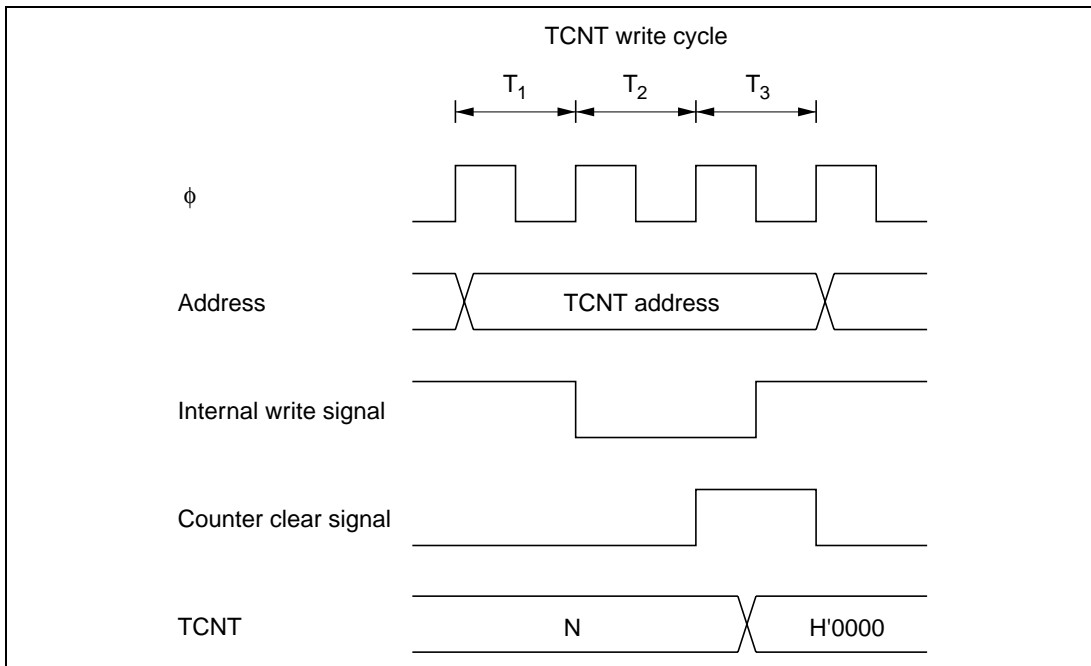 TCNT write cycle
T1 T2 T3
ϕ
Address TCNT address
Internal write signal
Counter clear signal
TCNT N H'0000